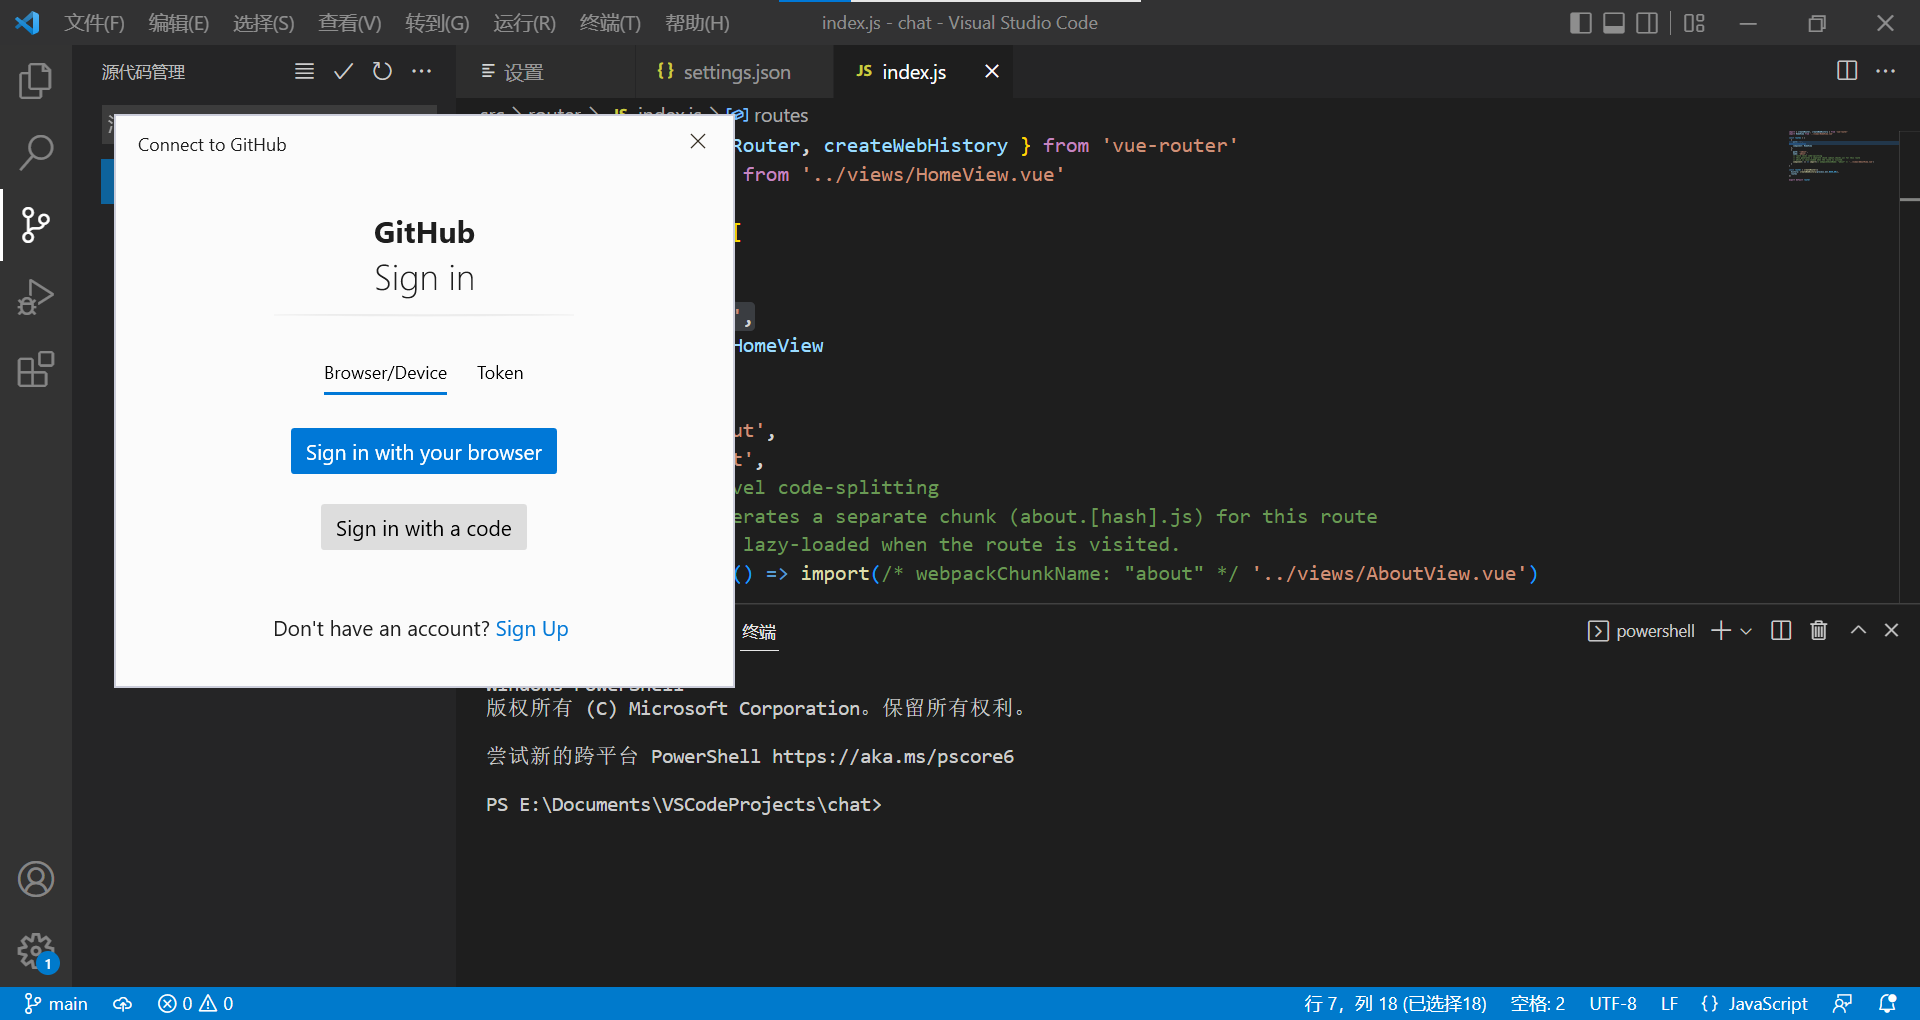 文件(F) 编辑(E) 选择(S) 查看(V) 转到(G) 运行(R) 终端(T) 帮助(H) index.js - chat - Visual Studio Code
源代码管理
设置 {} settings.json JS index.js
routes
Connect to GitHub
GitHub
Sign in
Browser/Device Token
Sign in with your browser
Sign in with a code
Don't have an account? Sign Up
Router, createWebHistory } from 'vue-router'
from '../views/HomeView.vue'
[
',
HomeView
ut',
t',
vel code-splitting
erates a separate chunk (about.[hash].js) for this route
lazy-loaded when the route is visited.
() => import(/* webpackChunkName: "about" */ '../views/AboutView.vue')
终端 powershell
Windows PowerShell
版权所有 (C) Microsoft Corporation。保留所有权利。
尝试新的跨平台 PowerShell https://aka.ms/pscore6
PS E:\Documents\VSCodeProjects\chat>
1
main 0 0 行 7，列 18 (已选择18) 空格: 2 UTF-8 LF {} JavaScript